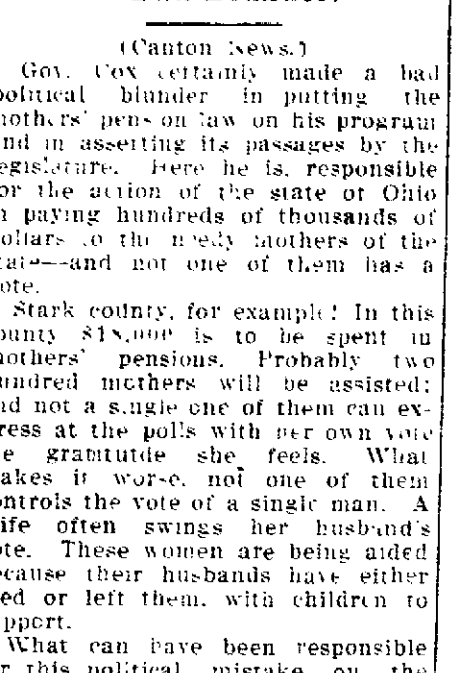 (Canton News.)
Gov. Cox certainly made a bad
political blunder in putting the
mothers' pension law on his program
and in asserting its passages by the
legislature. Here he is, responsible
for the action of the state of Ohio
in paying hundreds of thousands of
dollars to the needy mothers of the
state—and not one of them has a
vote.
Stark county, for example! In this
county is to be spent in
mothers' pensions. Probably two
hundred mothers will be assisted;
and not a single one of them can ex-
press at the polls with her own vote
the gratitutde she feels. What
makes it worse, not one of them
controls the vote of a single man. A
wife often swings her husband's
vote. These women are being aided
because their husbands have either
died or left them, with children to
support.
What can have been responsible
for this political mistake on the